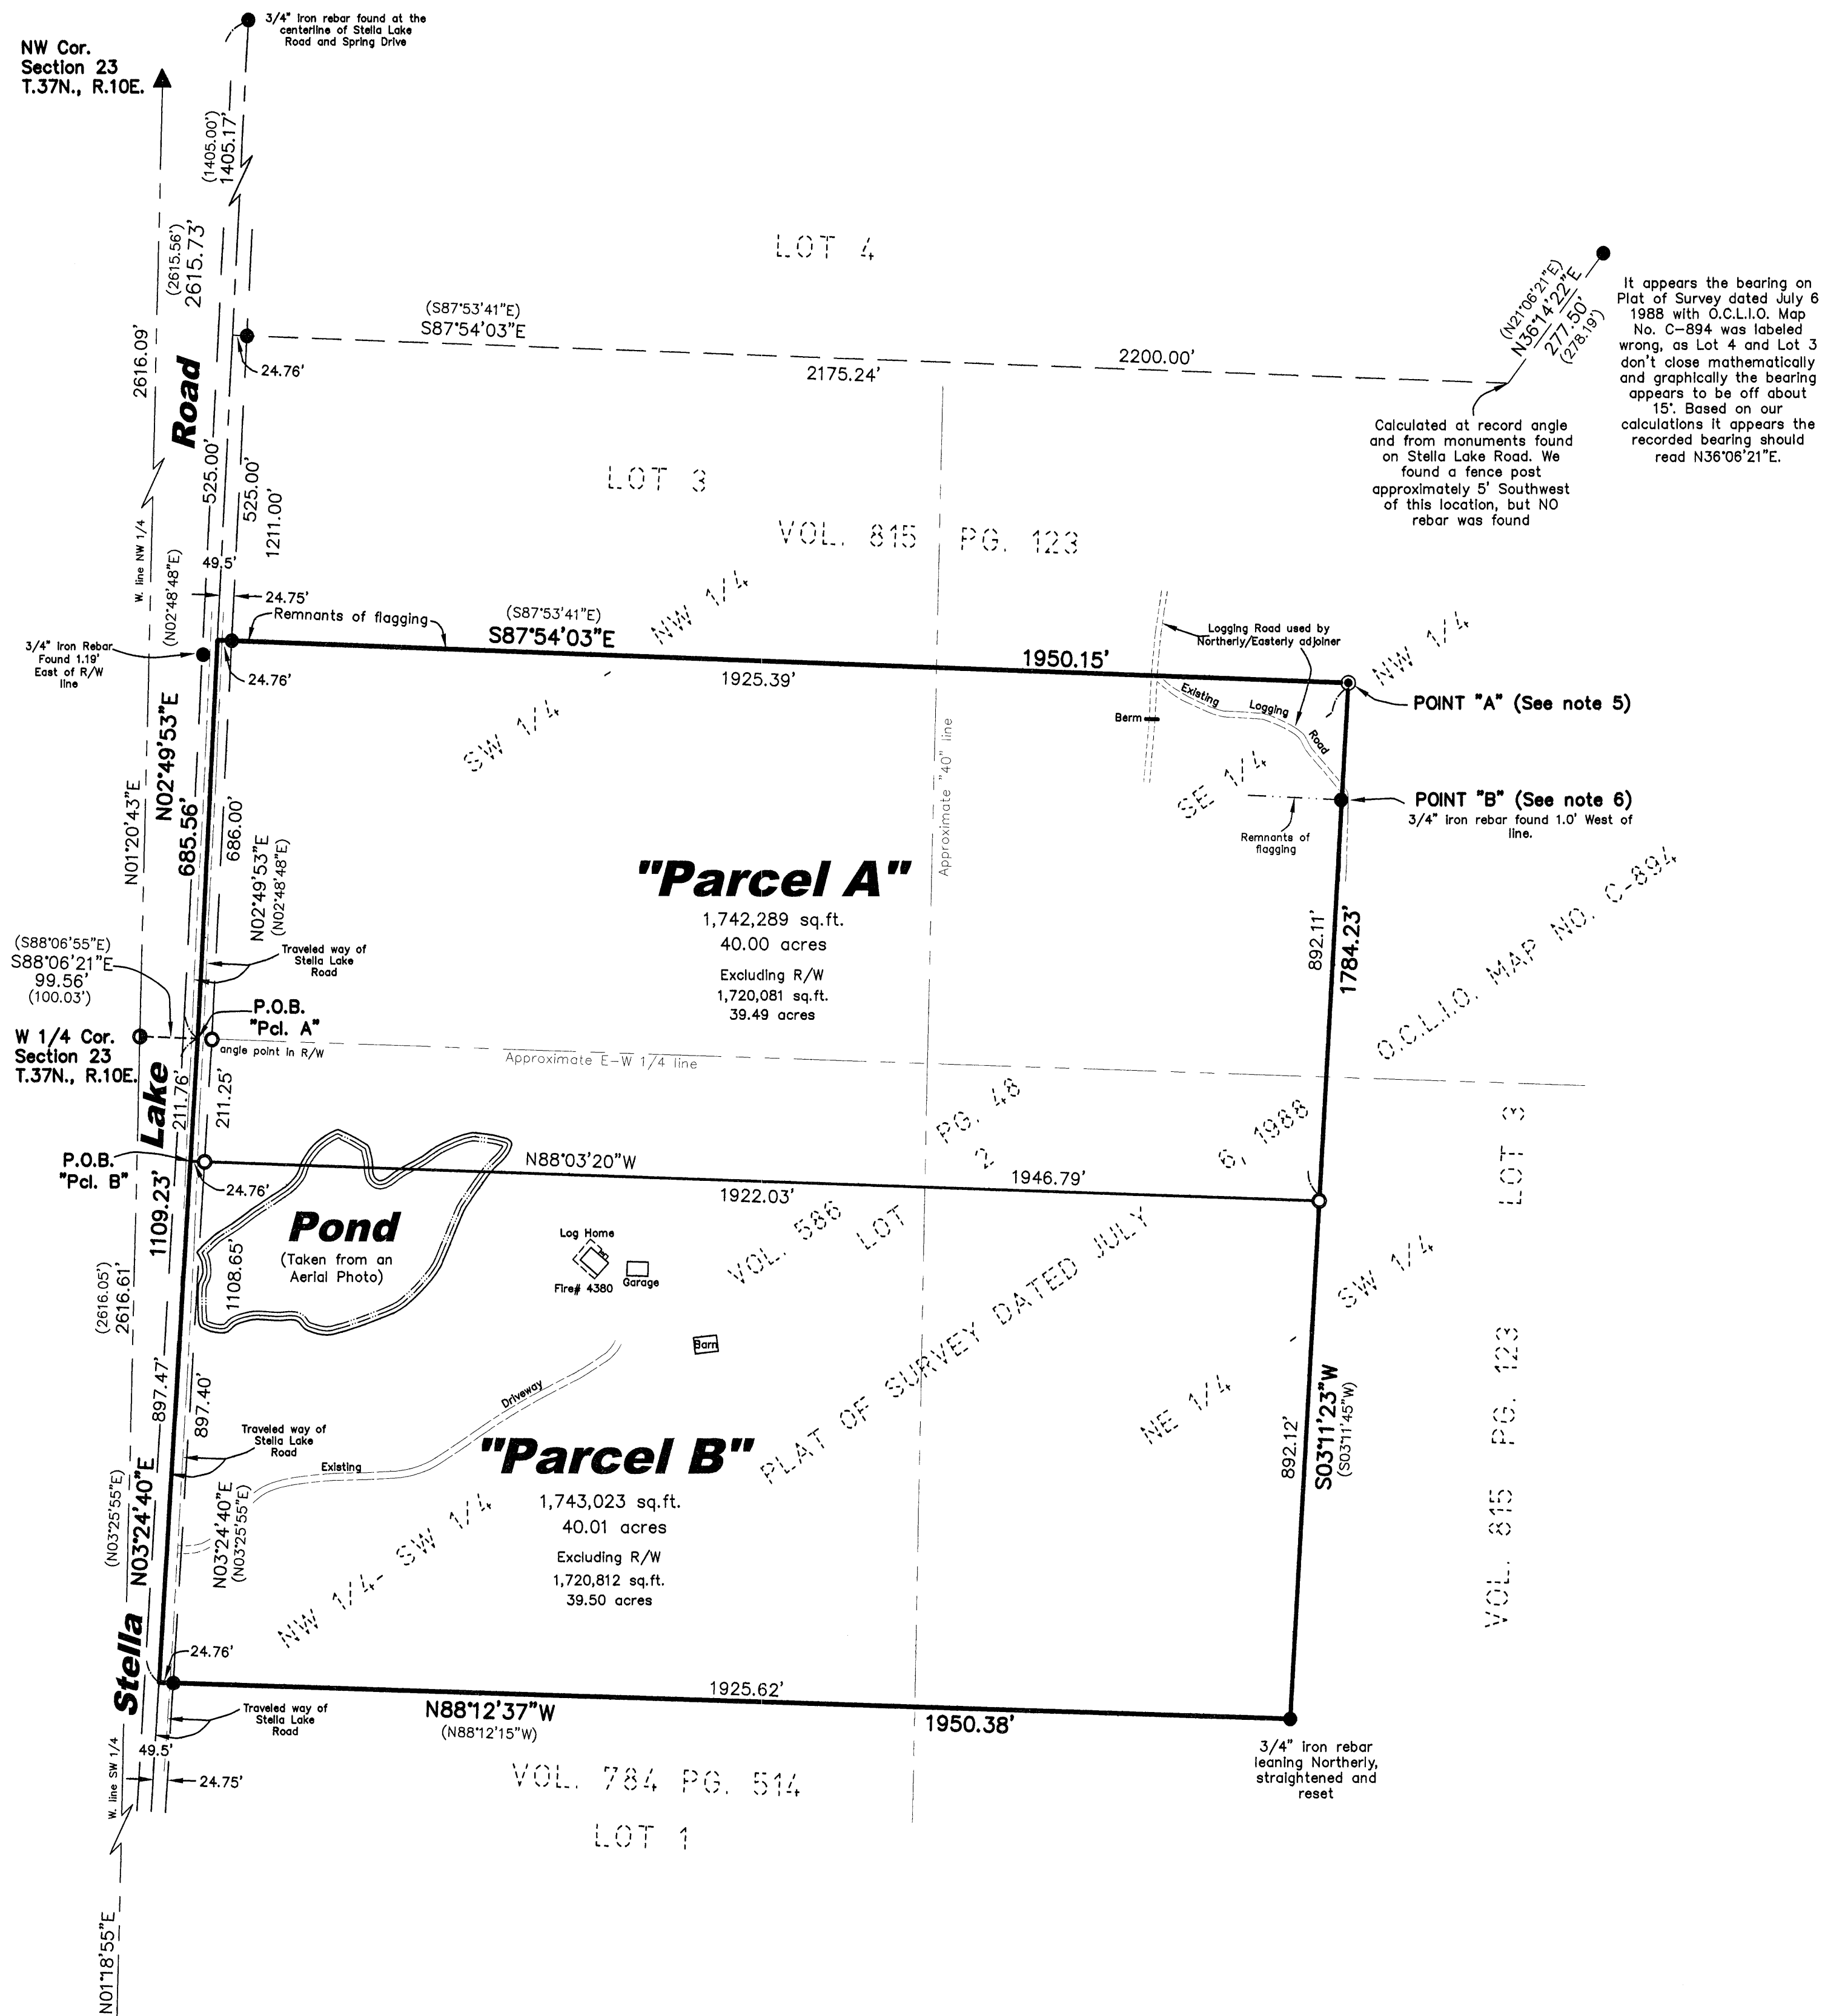 3/4" iron rebar found at the
centerline of Stella Lake
Road and Spring Drive
NW Cor.
Section 23
T.37N., R.10E.
(1405.00')
1405.17'
(2615.56')
2615.73'
2616.09'
LOT 4
(S87°53'41"E)
S87°54'03"E
2200.00'
2175.24'
24.76'
(N21°06'21"E)
N36°14'22"E
277.50'
(278.19')
It appears the bearing on
Plat of Survey dated July 6
1988 with O.C.L.I.O. Map
No. C-894 was labeled
wrong, as Lot 4 and Lot 3
don't close mathematically
and graphically the bearing
appears to be off about
15°. Based on our
calculations it appears the
recorded bearing should
read N36°06'21"E.
Calculated at record angle
and from monuments found
on Stella Lake Road. We
found a fence post
approximately 5' Southwest
of this location, but NO
rebar was found
Road
525.00'
525.00'
1211.00'
LOT 3
VOL. 815 PG. 123
W. line NW 1/4
(N02°48'48"E)
49.5'
24.75'
Remnants of flagging
(S87°53'41"E)
S87°54'03"E
NW 1/4
1950.15'
1925.39'
24.76'
3/4" Iron Rebar
Found 1.19'
East of R/W
line
SW 1/4 -
Logging Road used by
Northerly/Easterly adjoiner
NW 1/4
Existing Logging Road
Berm
SE 1/4 -
POINT "A" (See note 5)
POINT "B" (See note 6)
3/4" iron rebar found 1.0' West of
line.
Remnants of
flagging
Approximate "40" line
N02°49'53"E
685.56'
686.00'
N01°20'43"E
N02°49'53"E
(N02°48'48"E)
"Parcel A"
1,742,289 sq.ft.
40.00 acres
Excluding R/W
1,720,081 sq.ft.
39.49 acres
892.11'
1784.23'
O.C.L.I.O. MAP NO. C-894
(S88°06'55"E)
S88°06'21"E
99.56'
(100.03')
Traveled way of
Stella Lake
Road
P.O.B.
"Pcl. A"
angle point in R/W
W 1/4 Cor.
Section 23
T.37N., R.10E.
Approximate E-W 1/4 line
Lake
211.76'
211.25'
P.O.B.
"Pcl. B"
24.76'
N88°03'20"W
1946.79'
1922.03'
PG. 48
2
6, 1988
LOT 3
1109.23'
1108.65'
Pond
(Taken from an
Aerial Photo)
Log Home
Fire# 4380
Garage
Barn
VOL. 586
LOT
PLAT OF SURVEY DATED JULY
SW 1/4
(2616.05')
2616.61'
897.47'
897.40'
Driveway
Existing
Traveled way of
Stella Lake
Road
"Parcel B"
1,743,023 sq.ft.
40.01 acres
Excluding R/W
1,720,812 sq.ft.
39.50 acres
NE 1/4 -
S03°11'23"W
(S03°11'45"W)
892.12'
VOL. 815 PG. 123
(N03°25'55"E)
N03°24'40"E
N03°24'40"E
(N03°25'55"E)
NW 1/4- SW 1/4
Stella
24.76'
1925.62'
N88°12'37"W
(N88°12'15"W)
1950.38'
3/4" iron rebar
leaning Northerly,
straightened and
reset
Traveled way of
Stella Lake
Road
49.5'
24.75'
W. line SW 1/4
VOL. 784 PG. 514
LOT 1
N01°18'55"E